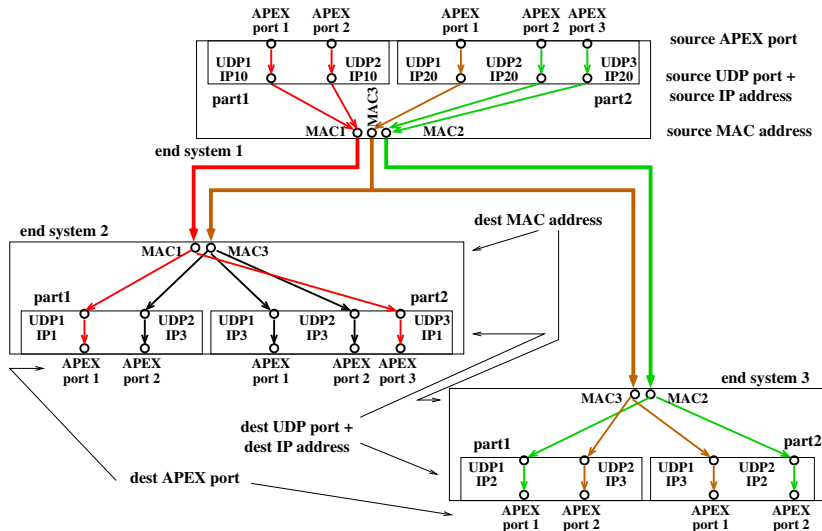 APEX port 1
APEX port 2
APEX port 1
APEX port 2
APEX port 3
source APEX port
UDP1 IP10
UDP2 IP10
UDP1 IP20
UDP2 IP20
UDP3 IP20
source UDP port + source IP address
part1
MAC3
part2
MAC1
MAC2
source MAC address
end system 1
end system 2
dest MAC address
MAC1
MAC3
part1
part2
UDP1 IP1
UDP2 IP3
UDP1 IP3
UDP2 IP3
UDP3 IP1
APEX port 1
APEX port 2
APEX port 1
APEX port 2
APEX port 3
end system 3
MAC3
MAC2
dest UDP port + dest IP address
part1
part2
UDP1 IP2
UDP2 IP3
UDP1 IP3
UDP2 IP2
dest APEX port
APEX port 1
APEX port 2
APEX port 1
APEX port 2